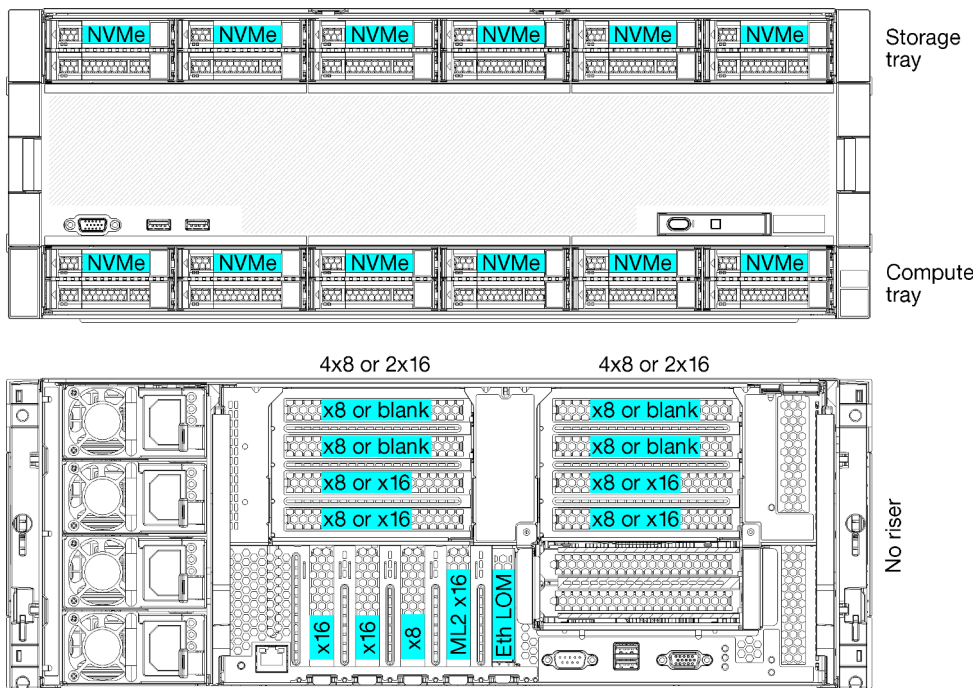 NVMe NVMe NVMe NVMe NVMe NVMe
Storage
tray
NVMe NVMe NVMe NVMe NVMe NVMe
Compute
tray
4x8 or 2x16 4x8 or 2x16
x8 or blank x8 or blank
x8 or blank x8 or blank
x8 or x16 x8 or x16
x8 or x16 x8 or x16
No riser
x16
x16
x8
ML2 x16
Eth LOM